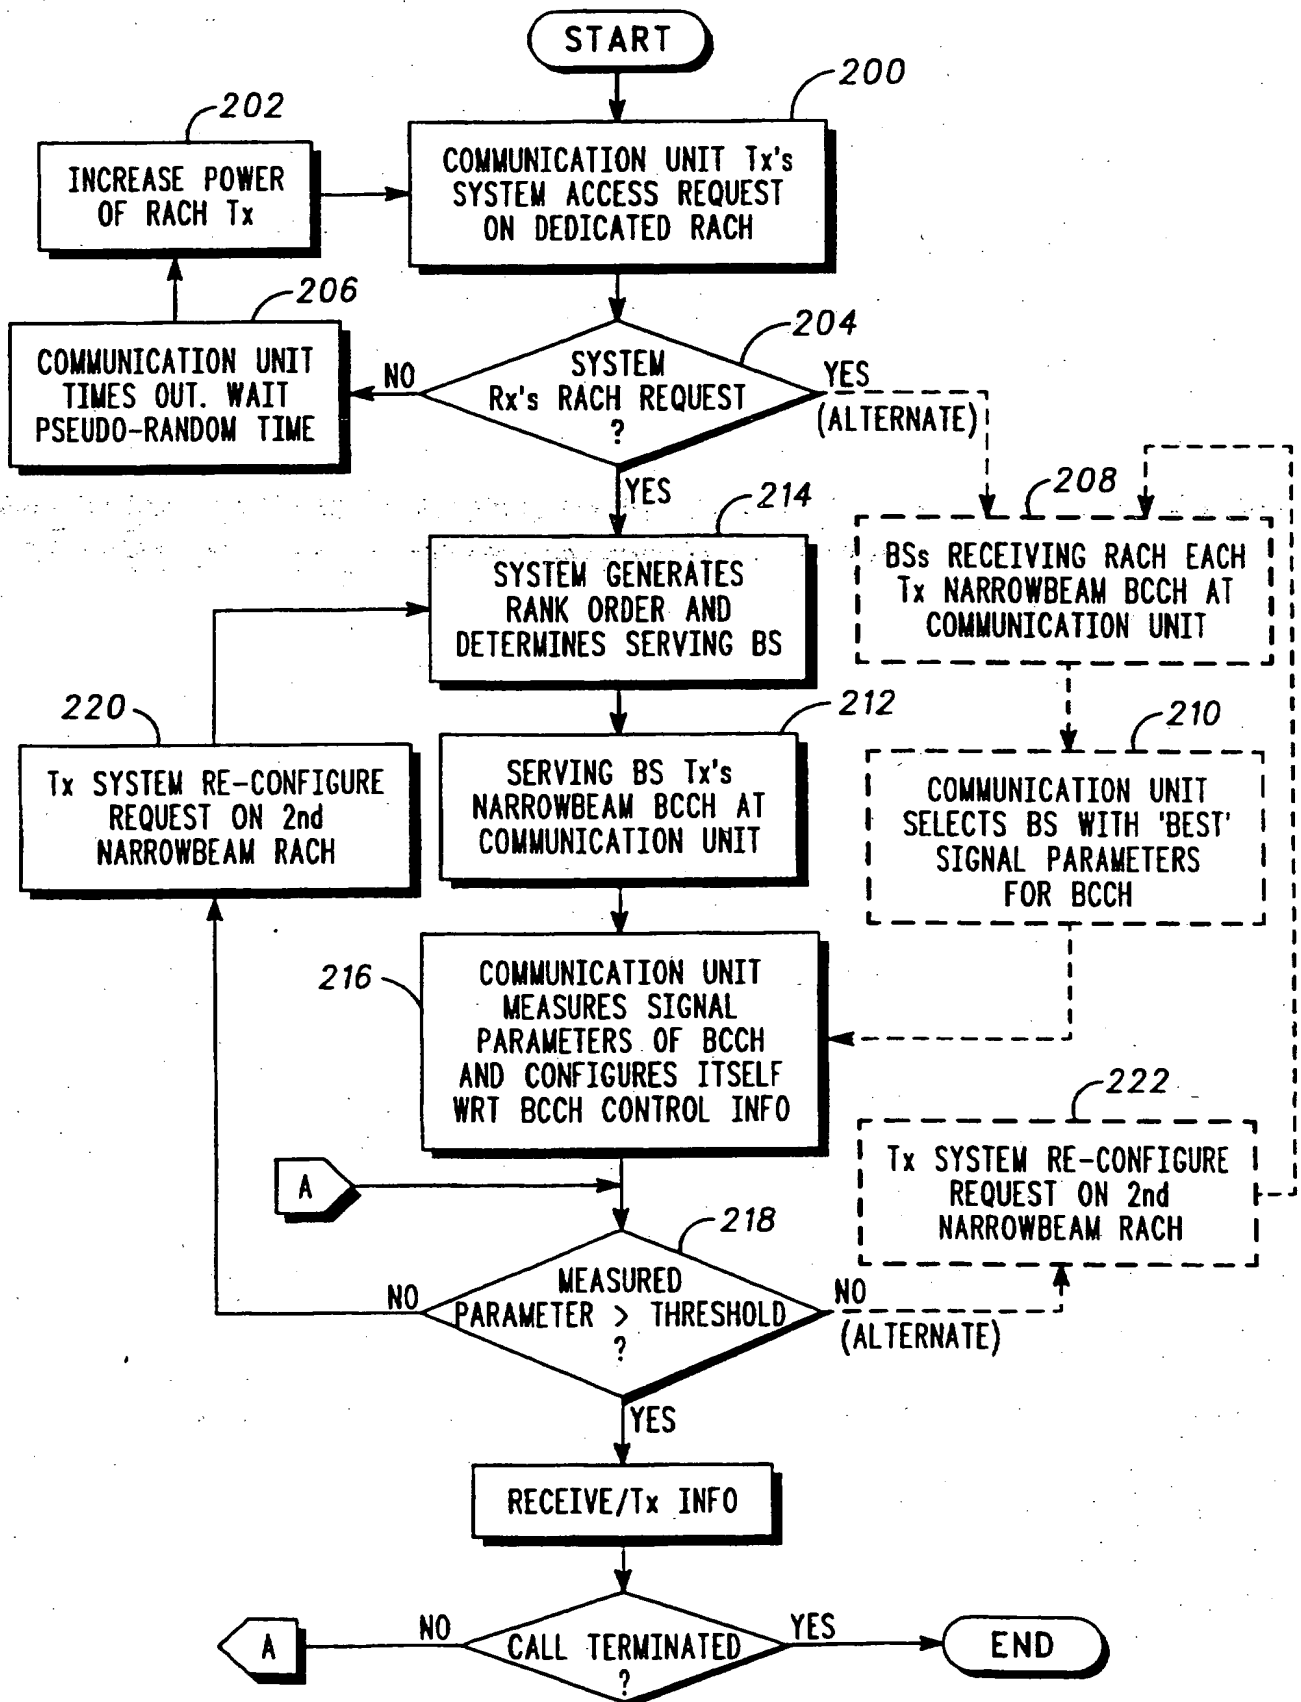 START
200
202
COMMUNICATION UNIT Tx's
SYSTEM ACCESS REQUEST
ON DEDICATED RACH
INCREASE POWER
OF RACH Tx
206
204
COMMUNICATION UNIT
TIMES OUT. WAIT
PSEUDO-RANDOM TIME
NO
SYSTEM
Rx's RACH REQUEST
?
YES
(ALTERNATE)
YES
214
208
SYSTEM GENERATES
RANK ORDER AND
DETERMINES SERVING BS
BSs RECEIVING RACH EACH
Tx NARROWBEAM BCCH AT
COMMUNICATION UNIT
220
212
210
Tx SYSTEM RE-CONFIGURE
REQUEST ON 2nd
NARROWBEAM RACH
SERVING BS Tx's
NARROWBEAM BCCH AT
COMMUNICATION UNIT
COMMUNICATION UNIT
SELECTS BS WITH 'BEST'
SIGNAL PARAMETERS
FOR BCCH
216
COMMUNICATION UNIT
MEASURES SIGNAL
PARAMETERS OF BCCH
AND CONFIGURES ITSELF
WRT BCCH CONTROL INFO
222
Tx SYSTEM RE-CONFIGURE
REQUEST ON 2nd
NARROWBEAM RACH
A
218
NO
MEASURED
PARAMETER > THRESHOLD
?
NO
(ALTERNATE)
YES
RECEIVE/Tx INFO
A
NO
CALL TERMINATED
?
YES
END